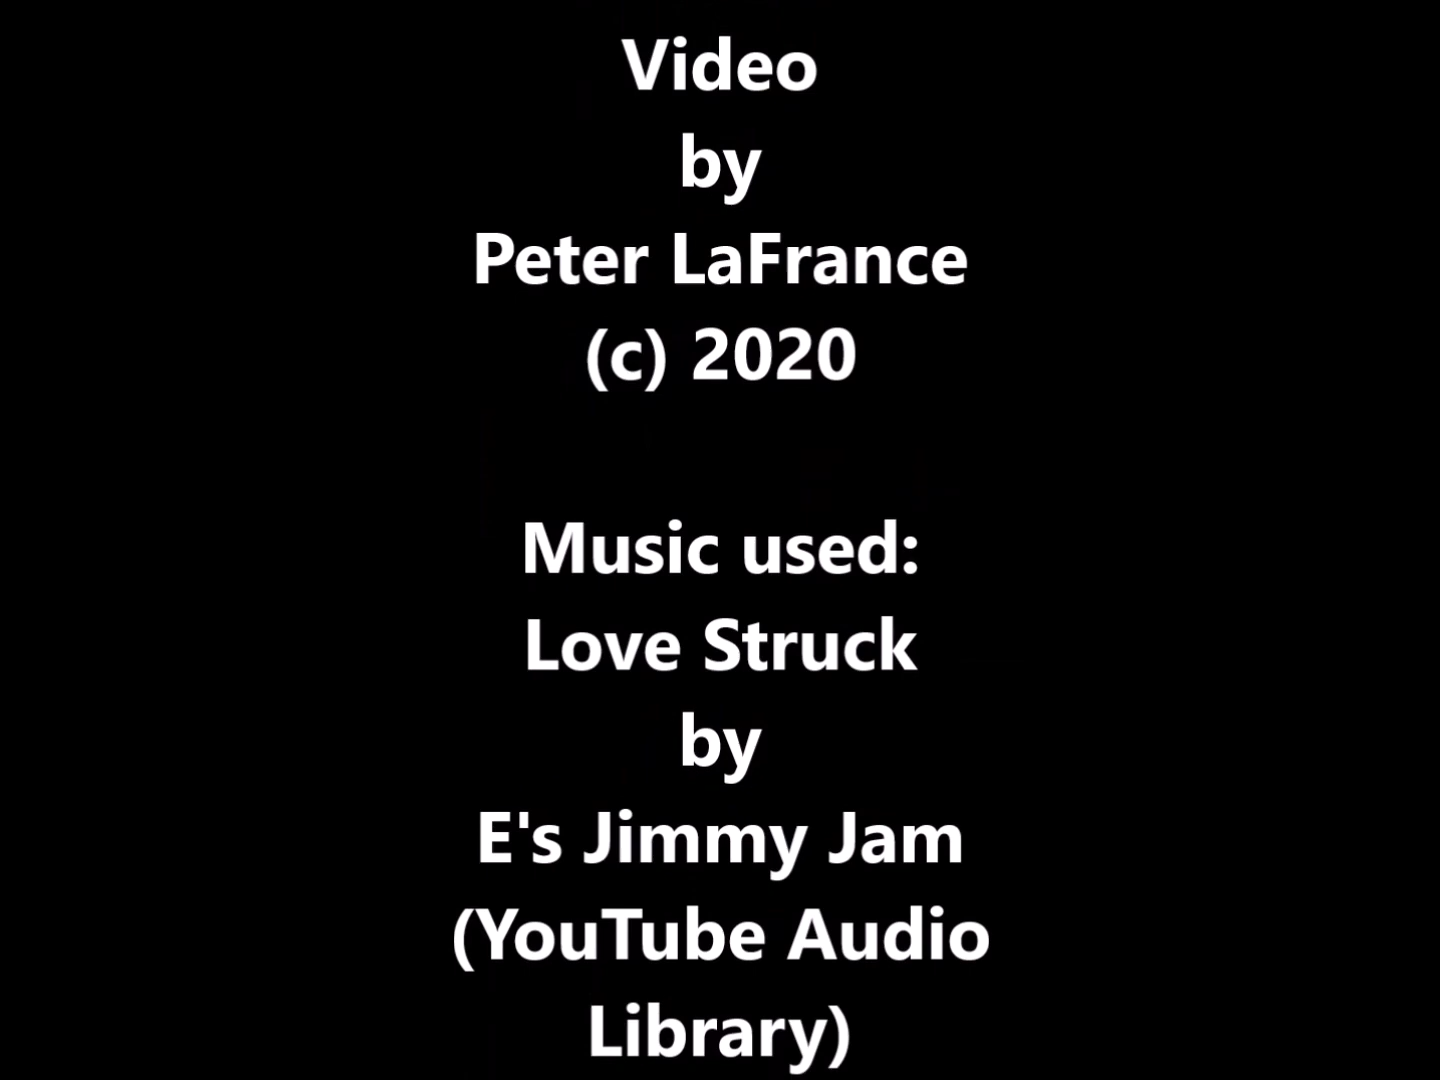 Video
by
Peter LaFrance
(c) 2020
Music used:
Love Struck
by
E's Jimmy Jam
(YouTube Audio
Library)